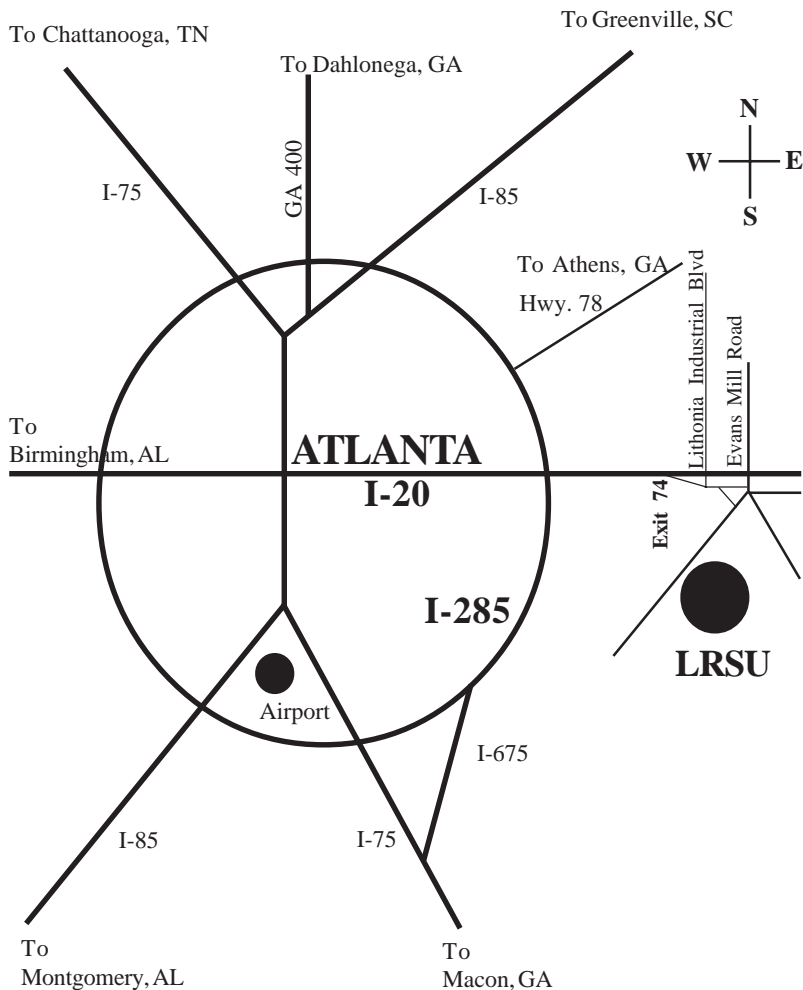 To Chattanooga, TN
To Greenville, SC
To Dahlonega, GA
N
W
E
S
I-75
GA 400
I-85
To Athens, GA
Hwy. 78
Lithonia Industrial Blvd
Evans Mill Road
To
Birmingham, AL
ATLANTA
I-20
Exit 74
I-285
LRSU
Airport
I-675
I-85
I-75
To
Montgomery, AL
To
Macon, GA